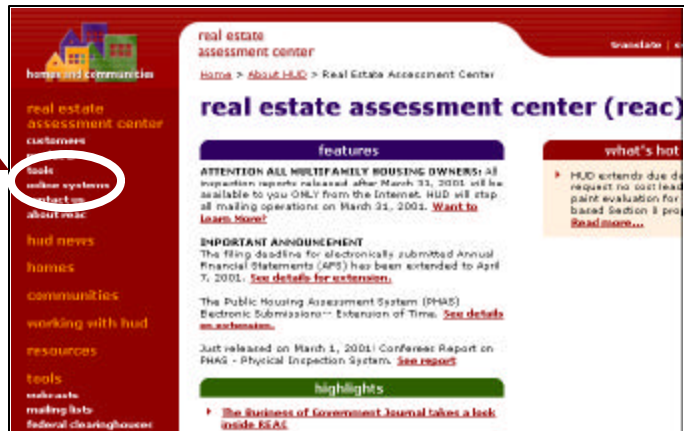 real estate
assessment center
translate
homes and communities
Home > About HUD > Real Estate Assessment Center
real estate assessment center (reac)
real estate
assessment center
customers
tools
online systems
contact us
about reac
hud news
homes
communities
working with hud
resources
tools
webcasts
mailing lists
federal clearinghouses
features
ATTENTION ALL MULTIFAMILY HOUSING OWNERS: All
inspection reports released after March 31, 2001 will be
available to you ONLY from the Internet. HUD will stop
all mailing operations on March 31, 2001. Want to
Learn More?
IMPORTANT ANNOUNCEMENT
The filing deadline for electronically submitted Annual
Financial Statements (AFS) has been extended to April
7, 2001. See details for extension.
The Public Housing Assessment System (PHAS)
Electronic Submissions-- Extension of Time. See details
on extension.
Just released on March 1, 2001! Conferees Report on
PHAS - Physical Inspection System. See report
highlights
The Business of Government Journal takes a look
inside REAC
what's hot
HUD extends due da
request no cost lead
paint evaluation for
based Section 8 prop
Read more...